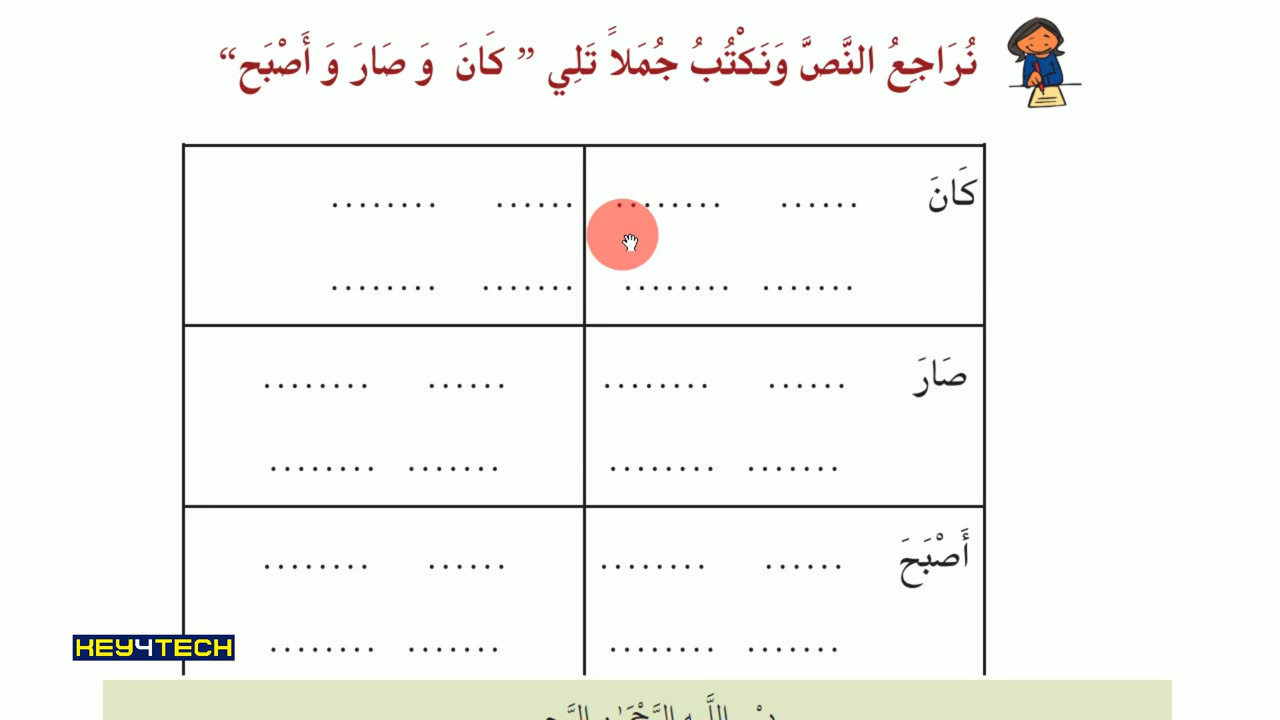 نُرَاجِعُ النَّصَّ وَنَكْتُبُ جُمَلاً تَلِي ” كَانَ وَ صَارَ وَ أَصْبَح“
كَانَ ...... ........ ...... ........
....... ........ ....... ........
صَارَ ...... ........ ...... ........
....... ........ ....... ........
أَصْبَحَ ...... ........ ...... ........
....... ........ ....... ........
KEY4TECH